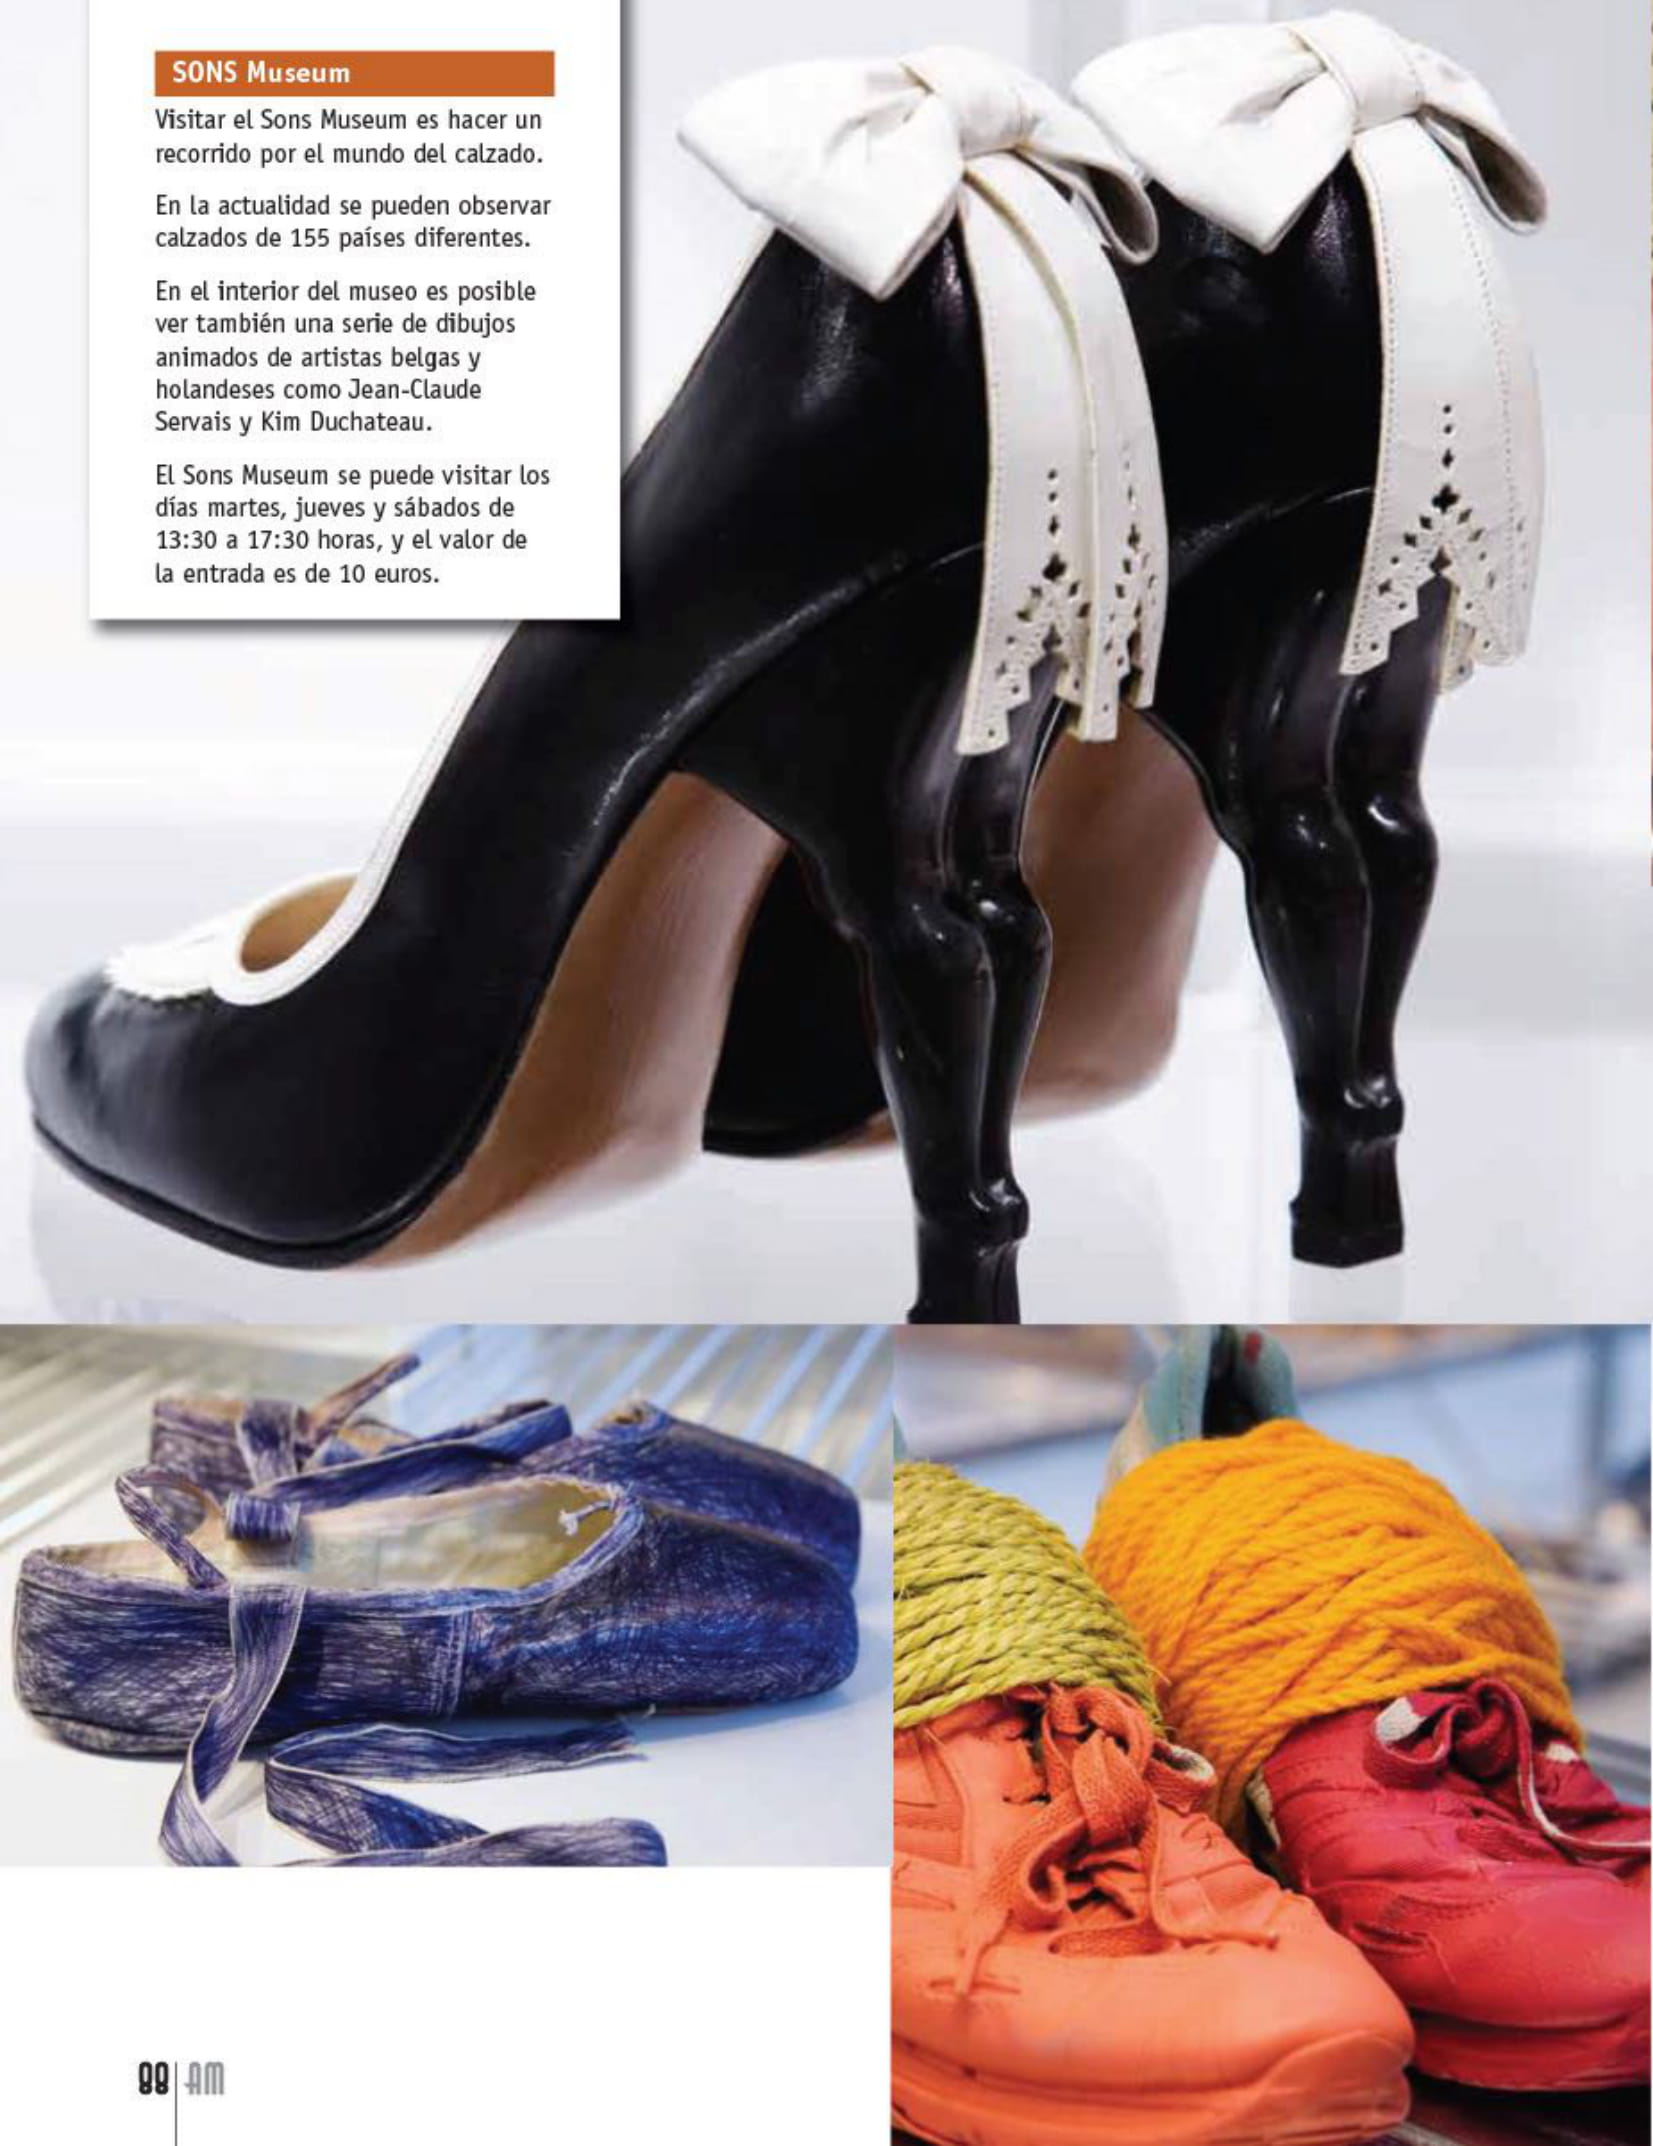 SONS Museum
Visitar el Sons Museum es hacer un
recorrido por el mundo del calzado.
En la actualidad se pueden observar
calzados de 155 países diferentes.
En el interior del museo es posible
ver también una serie de dibujos
animados de artistas belgas y
holandeses como Jean-Claude
Servais y Kim Duchateau.
El Sons Museum se puede visitar los
días martes, jueves y sábados de
13:30 a 17:30 horas, y el valor de
la entrada es de 10 euros.
88 AM